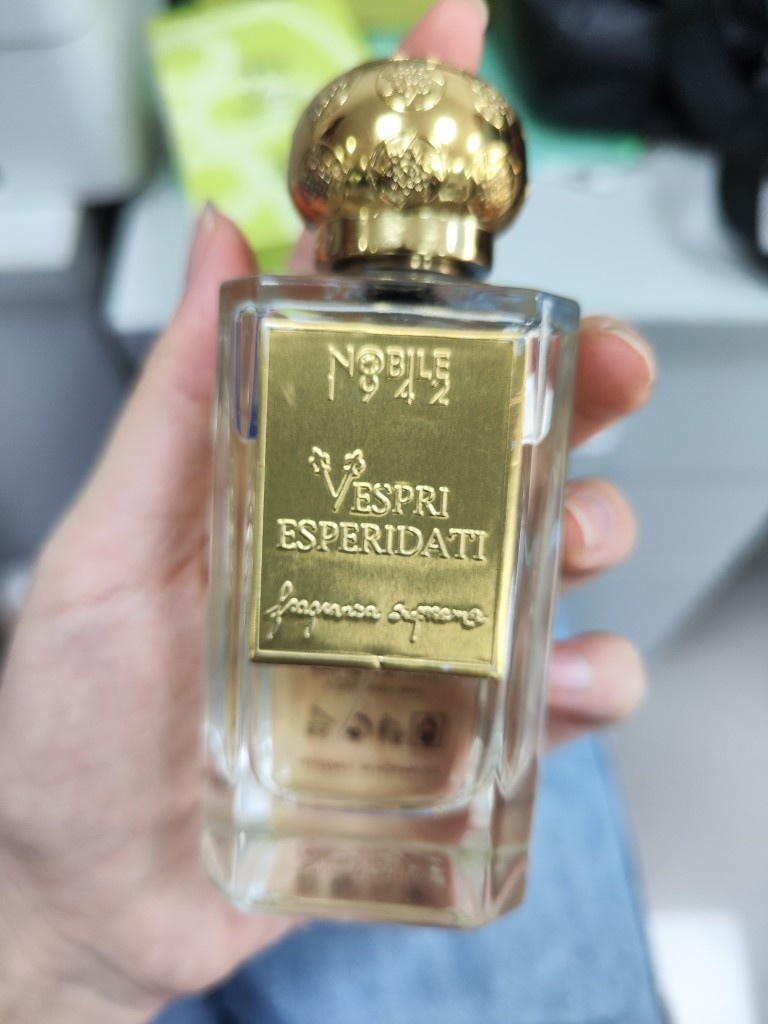 NOBILE
1942
VESPRI
ESPERIDATI
fragranza suprema